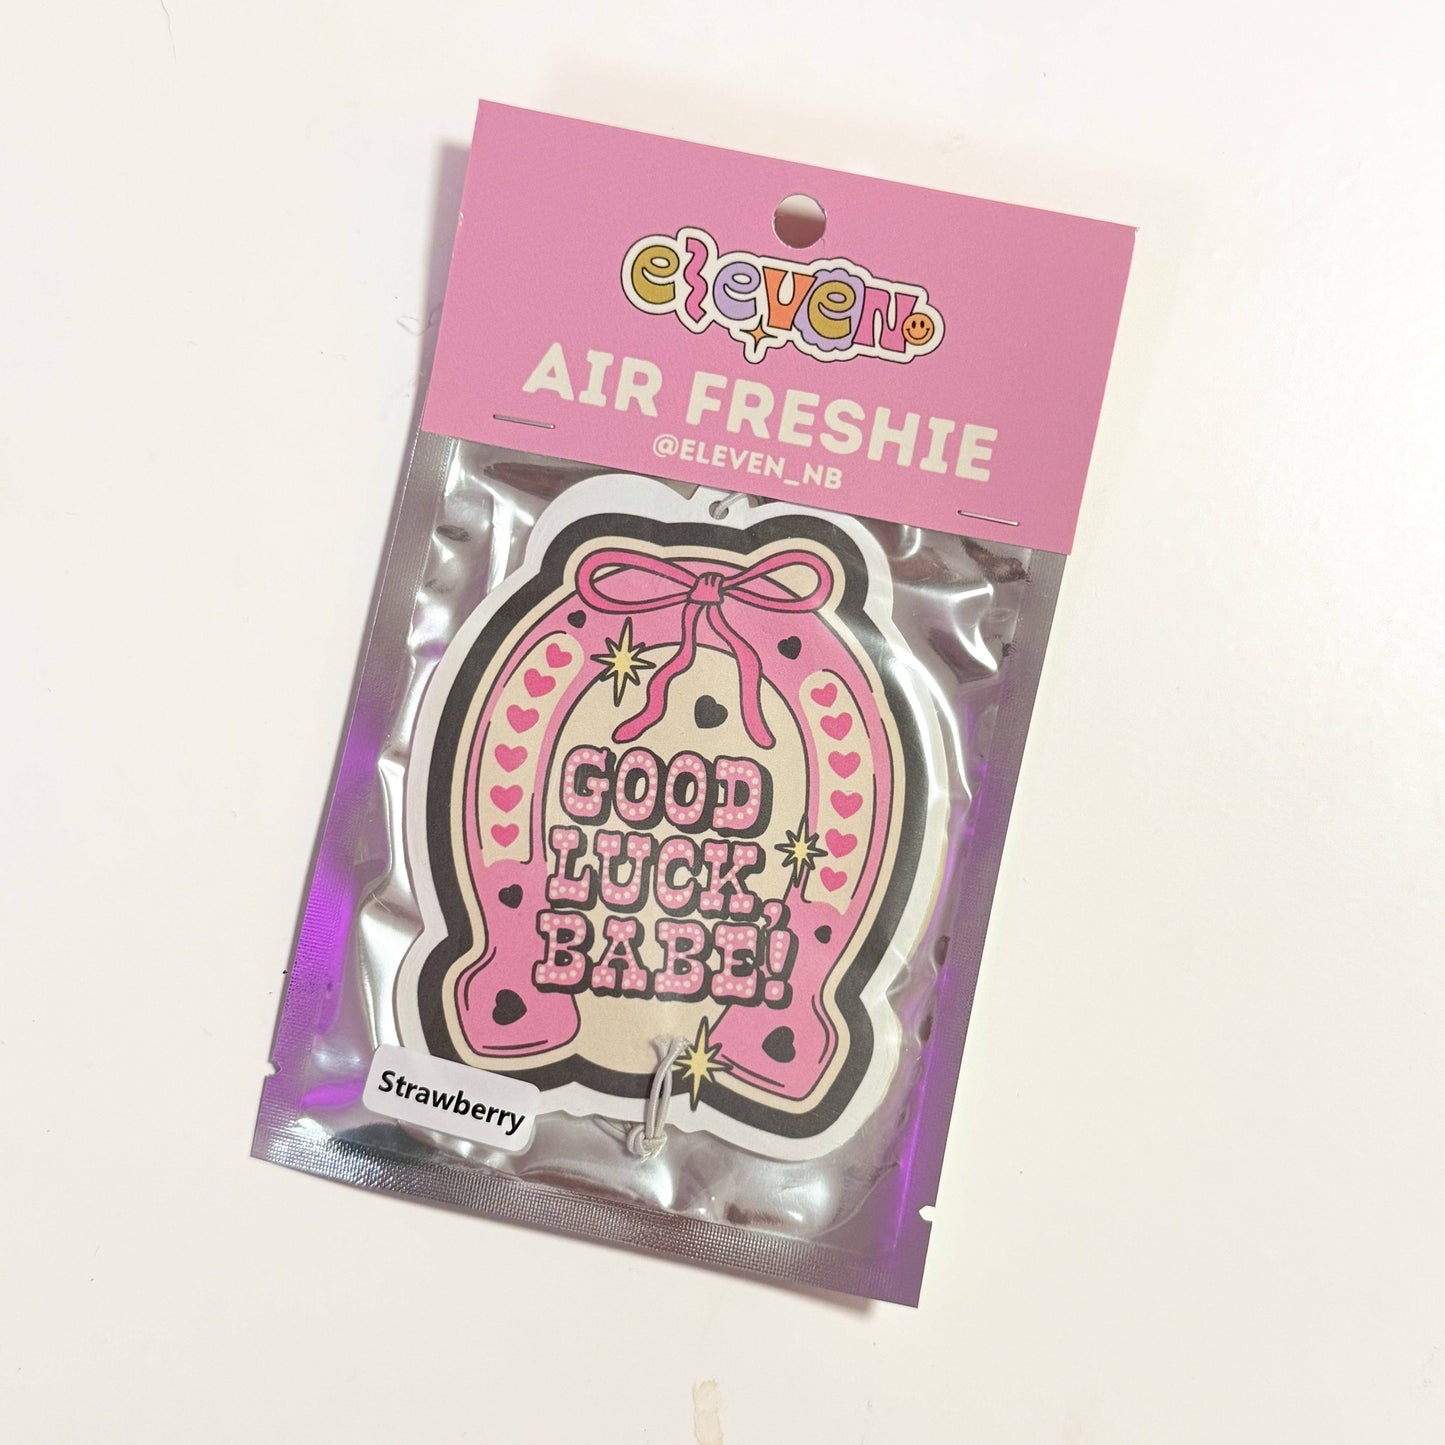 eleven
AIR FRESHIE
@ELEVEN_NB
GOOD
LUCK,
BABE!
Strawberry